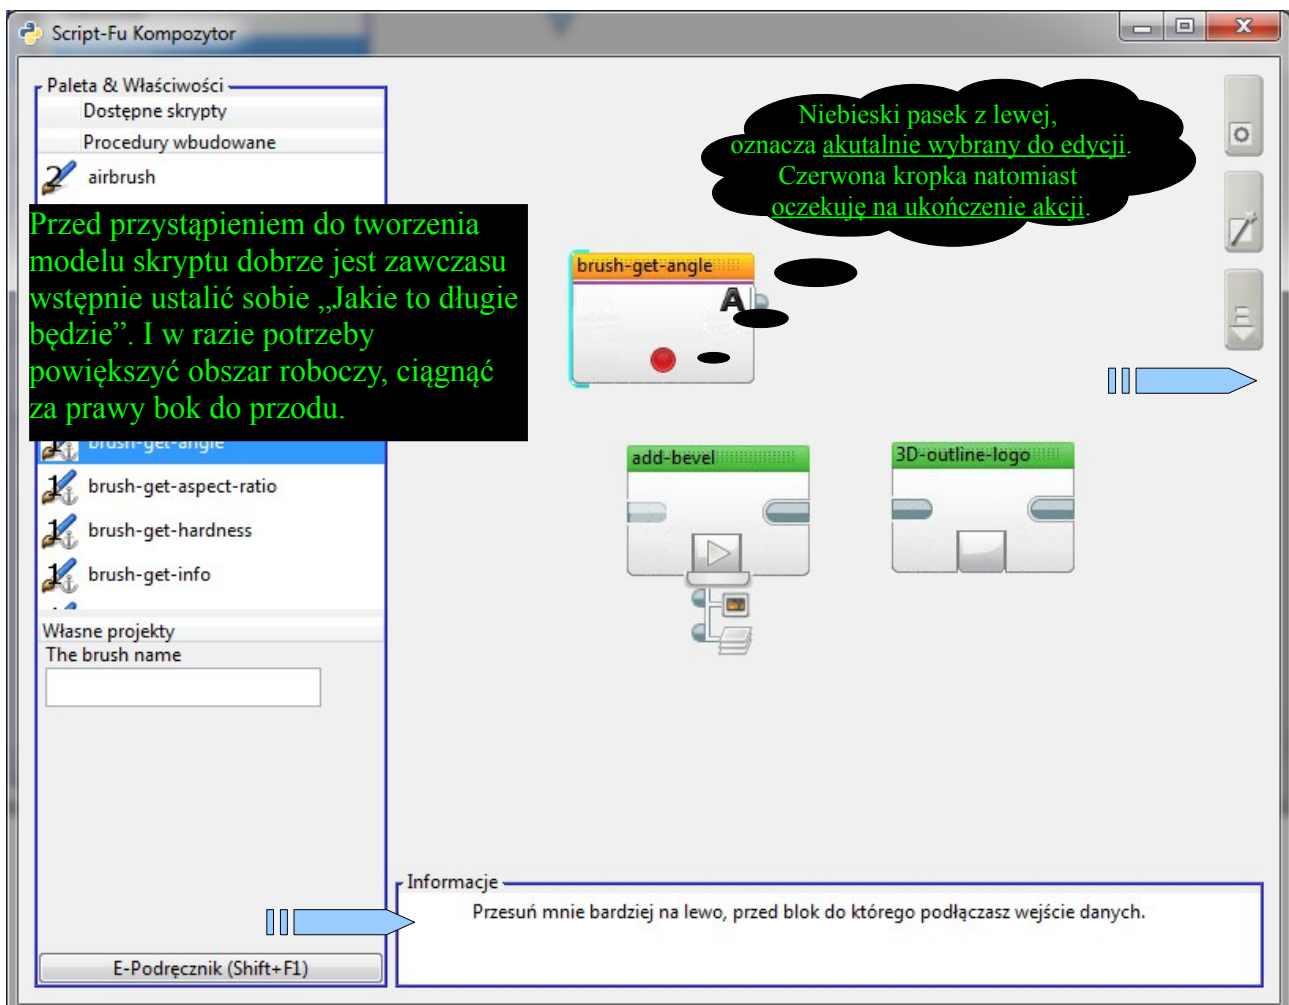 Script-Fu Kompozytor
Paleta & Właściwości
Dostępne skrypty
Procedury wbudowane
airbrush
Przed przystąpieniem do tworzenia
modelu skryptu dobrze jest zawczasu
wstępnie ustalić sobie „Jakie to długie
będzie”. I w razie potrzeby
powiększyć obszar roboczy, ciągnąć
za prawy bok do przodu.
brush-get-angle
brush-get-aspect-ratio
brush-get-hardness
brush-get-info
Własne projekty
The brush name
E-Podręcznik (Shift+F1)
Niebieski pasek z lewej,
oznacza akutalnie wybrany do edycji.
Czerwona kropka natomiast
oczekuję na ukończenie akcji.
brush-get-angle
A
add-bevel
3D-outline-logo
Informacje
Przesuń mnie bardziej na lewo, przed blok do którego podłączasz wejście danych.